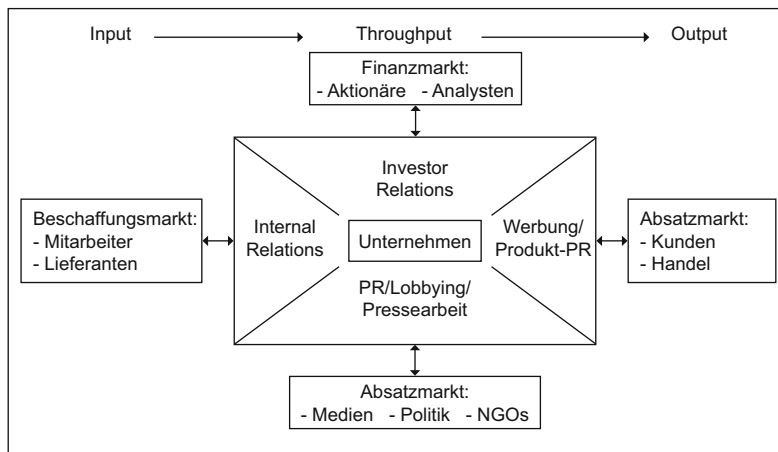 Input Throughput Output
Finanzmarkt:
- Aktionäre - Analysten
Investor
Relations
Beschaffungsmarkt:
- Mitarbeiter
- Lieferanten
Internal
Relations
Unternehmen
Werbung/
Produkt-PR
Absatzmarkt:
- Kunden
- Handel
PR/Lobbying/
Pressearbeit
Absatzmarkt:
- Medien - Politik - NGOs